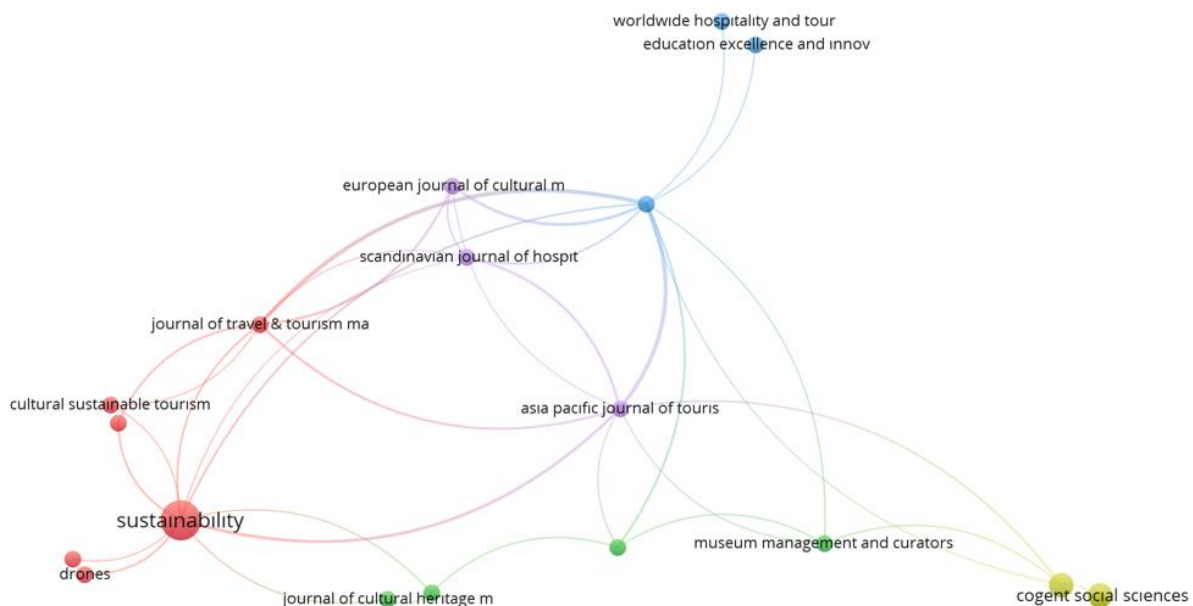 worldwide hospitality and tour
education excellence and innov
european journal of cultural m
scandinavian journal of hospit
journal of travel & tourism ma
cultural sustainable tourism
asia pacific journal of touris
sustainability
museum management and curators
drones
journal of cultural heritage m
cogent social sciences